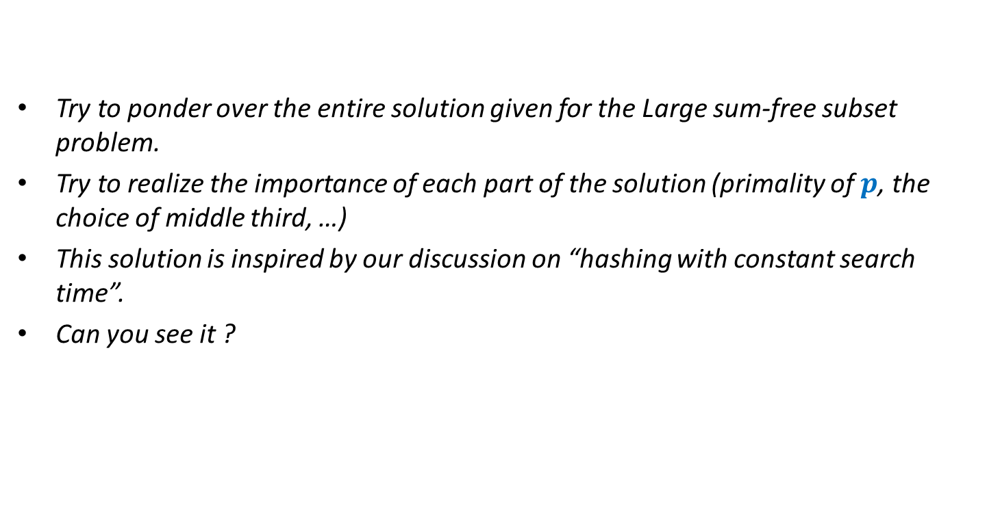 • Try to ponder over the entire solution given for the Large sum-free subset
problem.
• Try to realize the importance of each part of the solution (primality of p, the
choice of middle third, …)
• This solution is inspired by our discussion on “hashing with constant search
time”.
• Can you see it ?